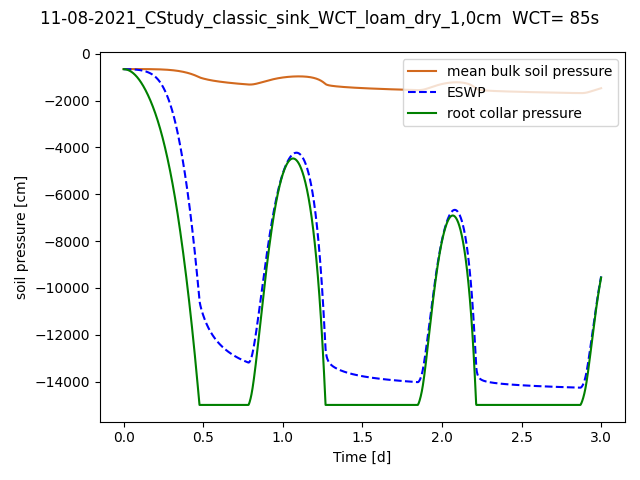 11-08-2021_CStudy_classic_sink_WCT_loam_dry_1,0cm  WCT= 85s
mean bulk soil pressure
ESWP
root collar pressure
0
−2000
−4000
−6000
−8000
−10000
−12000
−14000
soil pressure [cm]
0.0 0.5 1.0 1.5 2.0 2.5 3.0
Time [d]